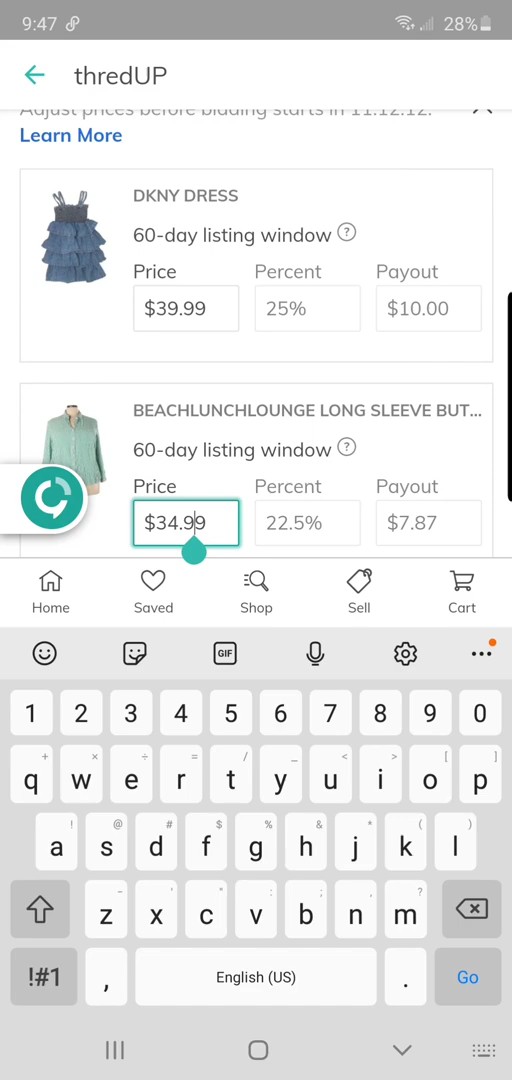 9:47 28%
thredUP
Adjust prices before bidding starts in 11:12:12.
Learn More
DKNY DRESS
60-day listing window ?
Price Percent Payout
$39.99 25% $10.00
BEACHLUNCHLOUNGE LONG SLEEVE BUT...
60-day listing window ?
Price Percent Payout
$34.99 22.5% $7.87
Home Saved Shop Sell Cart
GIF
1 2 3 4 5 6 7 8 9 0
+ × ÷ = / _ < > [ ]
q w e r t y u i o p
! @ # $ % & * ( )
a s d f g h j k l
- ' " : ; , ?
z x c v b n m
!#1 , English (US) . Go